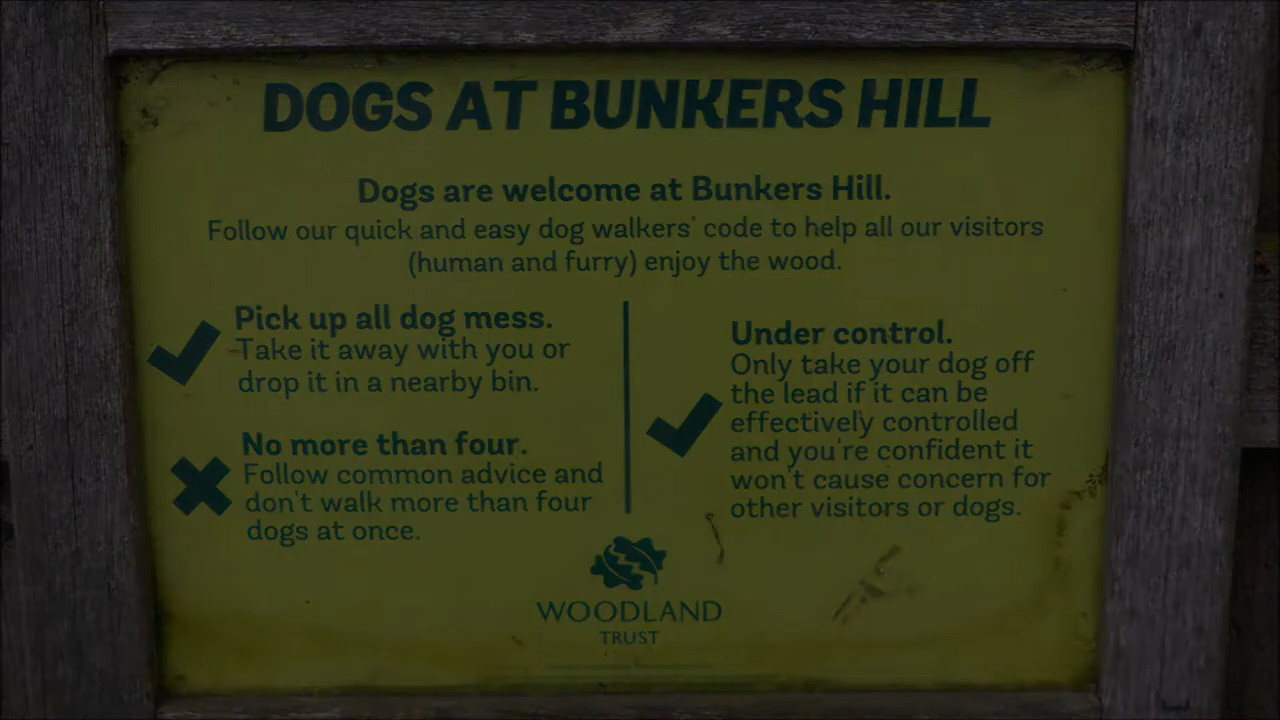 DOGS AT BUNKERS HILL
Dogs are welcome at Bunkers Hill.
Follow our quick and easy dog walkers' code to help all our visitors
(human and furry) enjoy the wood.
Pick up all dog mess.
Take it away with you or
drop it in a nearby bin.
No more than four.
Follow common advice and
don't walk more than four
dogs at once.
Under control.
Only take your dog off
the lead if it can be
effectively controlled
and you're confident it
won't cause concern for
other visitors or dogs.
WOODLAND
TRUST